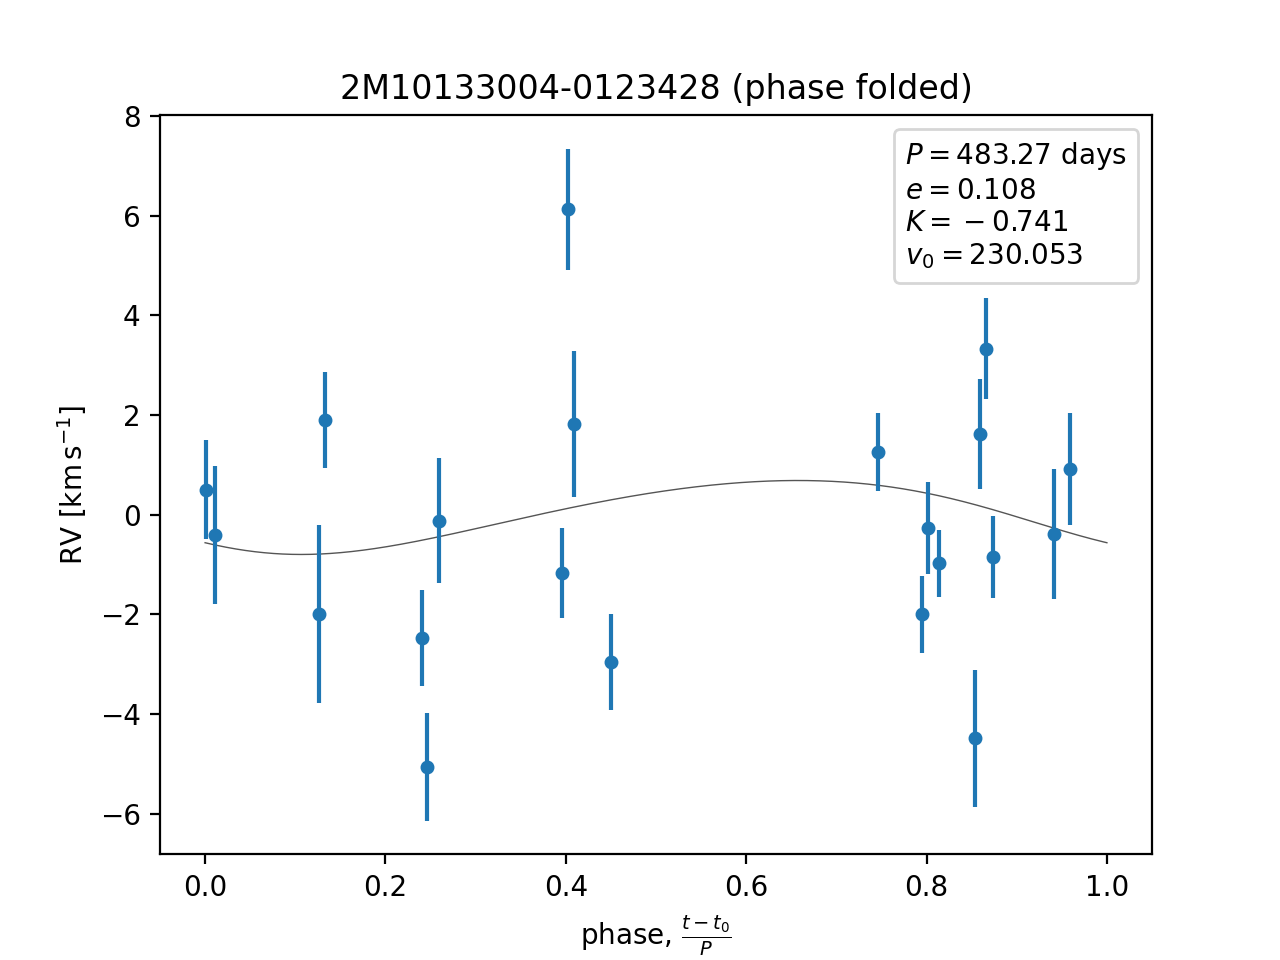 2M10133004-0123428 (phase folded)
P = 483.27 days
e = 0.108
K = −0.741
v₀ = 230.053
RV [km s⁻¹]
8
6
4
2
0
−2
−4
−6
0.0 0.2 0.4 0.6 0.8 1.0
phase, (t − t₀)/P